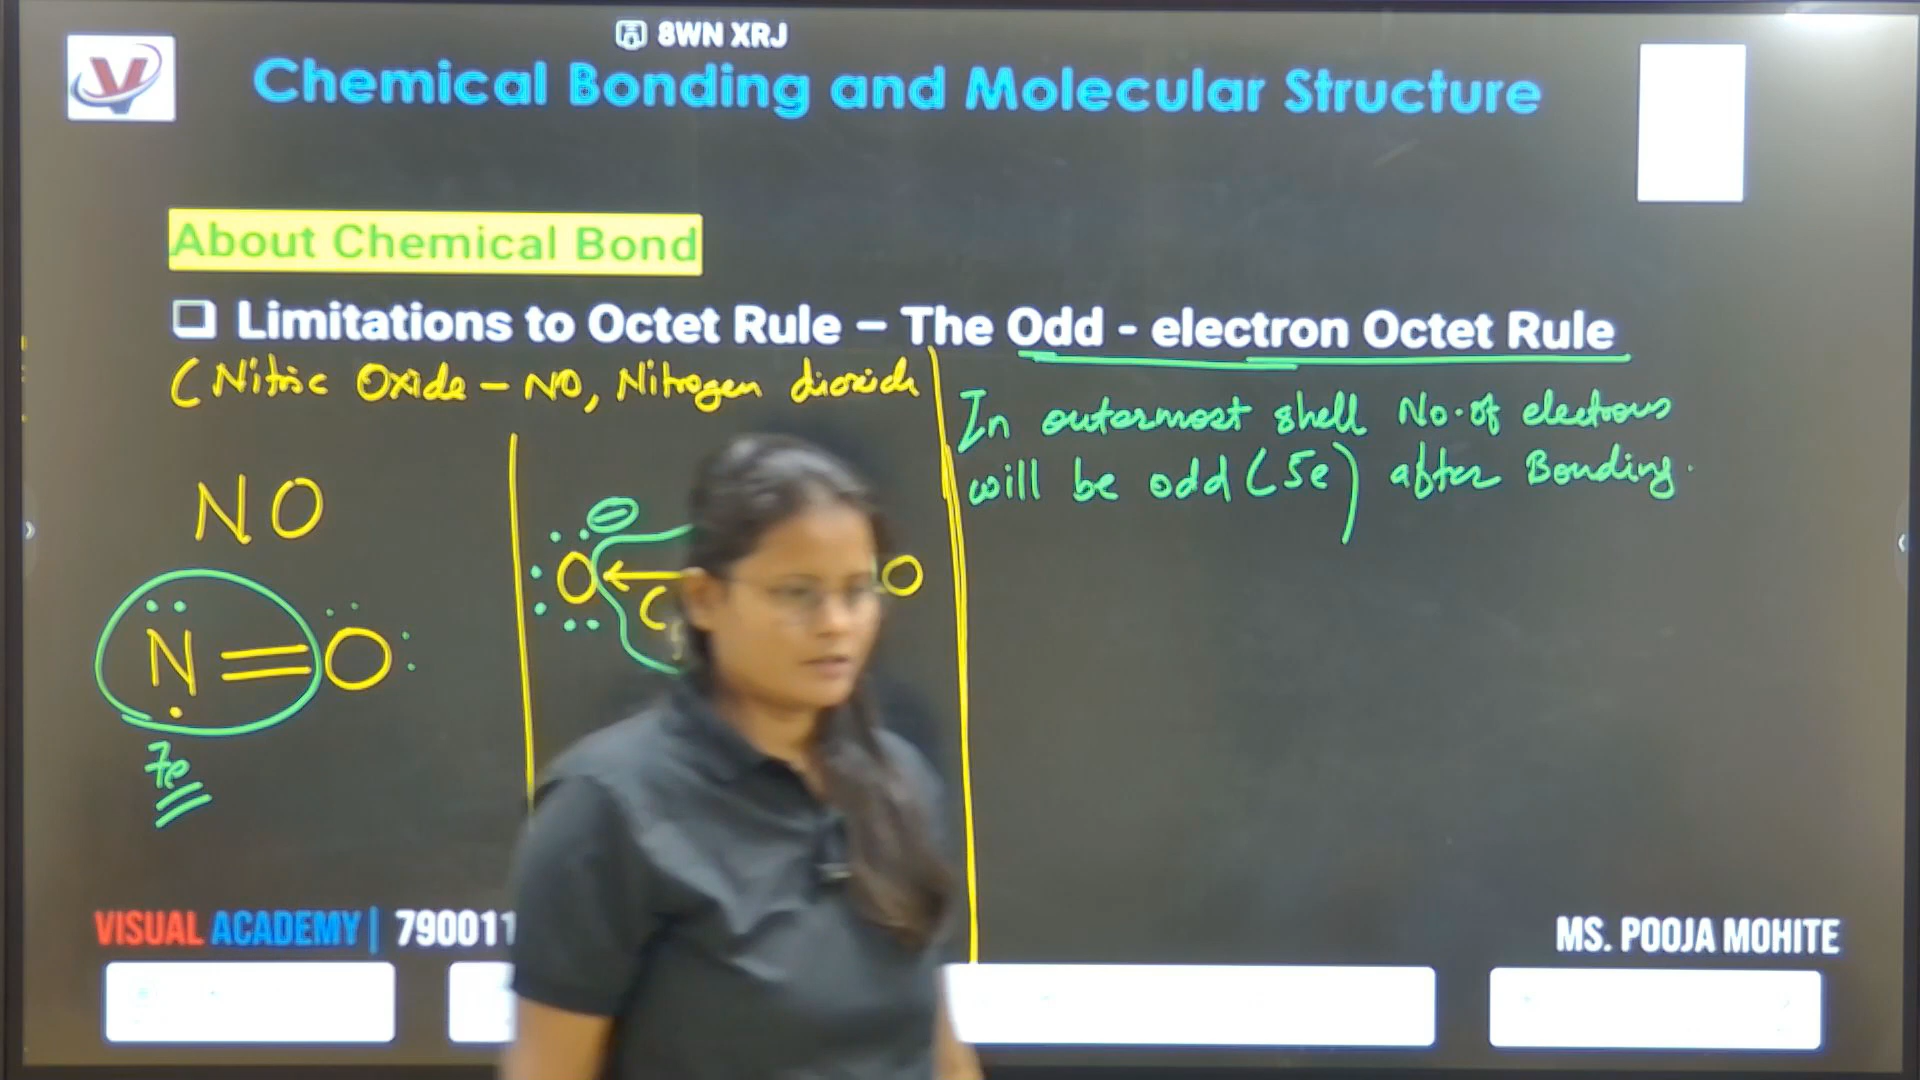 8WN XRJ
Chemical Bonding and Molecular Structure
About Chemical Bond
Limitations to Octet Rule – The Odd - electron Octet Rule
(Nitric Oxide – NO, Nitrogen dioxide
In outermost shell No. of electrons
will be odd (5e) after Bonding.
NO
N = O
7e
O ← O
VISUAL ACADEMY | 790011
MS. POOJA MOHITE